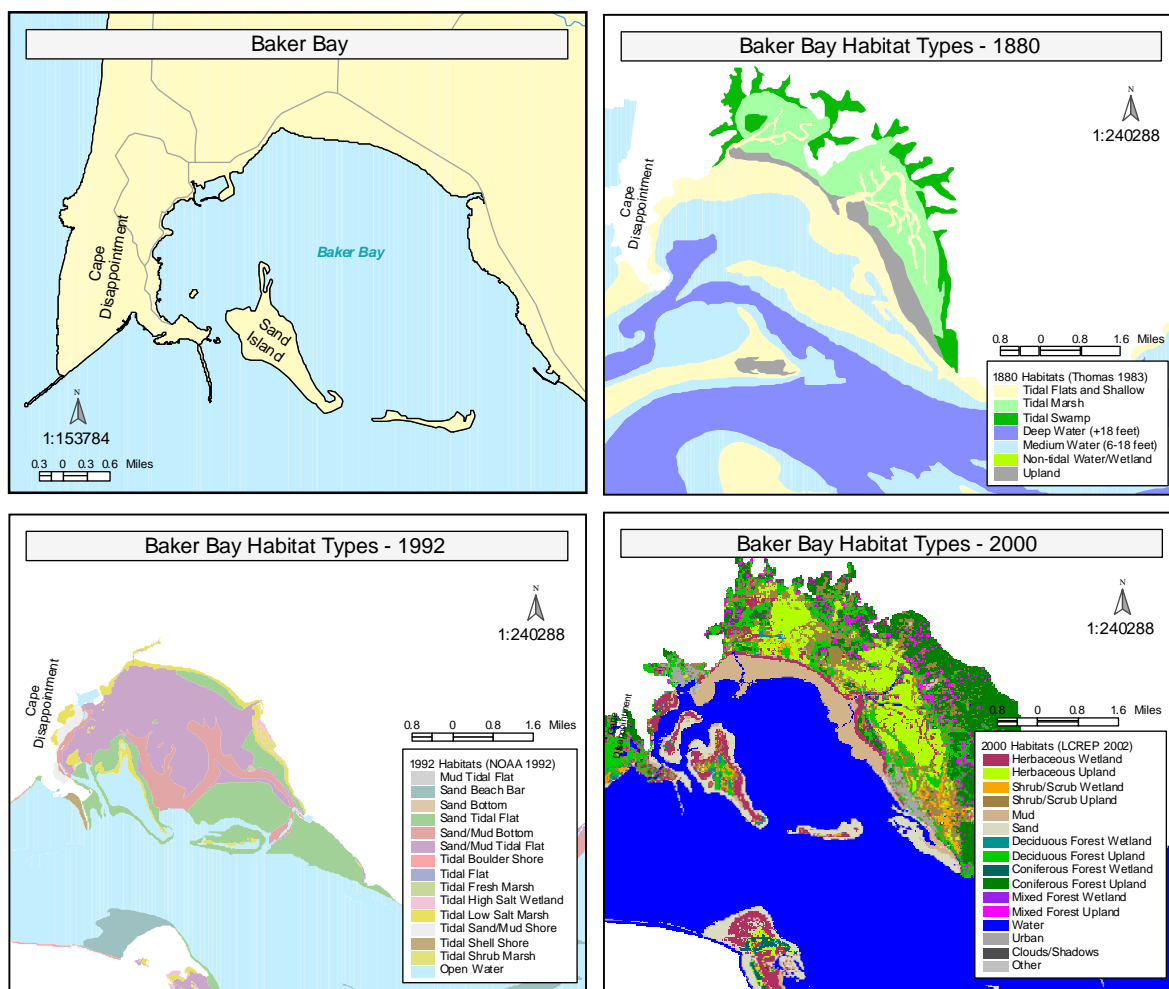 Baker Bay
Cape
Disappointment
Baker Bay
Sand
Island
N
1:153784
0.3 0 0.3 0.6 Miles
Baker Bay Habitat Types - 1880
N
1:240288
Cape
Disappointment
0.8 0 0.8 1.6 Miles
1880 Habitats (Thomas 1983)
Tidal Flats and Shallow
Tidal Marsh
Tidal Swamp
Deep Water (+18 feet)
Medium Water (6-18 feet)
Non-tidal Water/Wetland
Upland
Baker Bay Habitat Types - 1992
N
1:240288
Cape
Disappointment
0.8 0 0.8 1.6 Miles
1992 Habitats (NOAA 1992)
Mud Tidal Flat
Sand Beach Bar
Sand Bottom
Sand Tidal Flat
Sand/Mud Bottom
Sand/Mud Tidal Flat
Tidal Boulder Shore
Tidal Flat
Tidal Fresh Marsh
Tidal High Salt Wetland
Tidal Low Salt Marsh
Tidal Sand/Mud Shore
Tidal Shell Shore
Tidal Shrub Marsh
Open Water
Baker Bay Habitat Types - 2000
N
1:240288
Cape
Disappointment
0.8 0 0.8 1.6 Miles
2000 Habitats (LCREP 2002)
Herbaceous Wetland
Herbaceous Upland
Shrub/Scrub Wetland
Shrub/Scrub Upland
Mud
Sand
Deciduous Forest Wetland
Deciduous Forest Upland
Coniferous Forest Wetland
Coniferous Forest Upland
Mixed Forest Wetland
Mixed Forest Upland
Water
Urban
Clouds/Shadows
Other